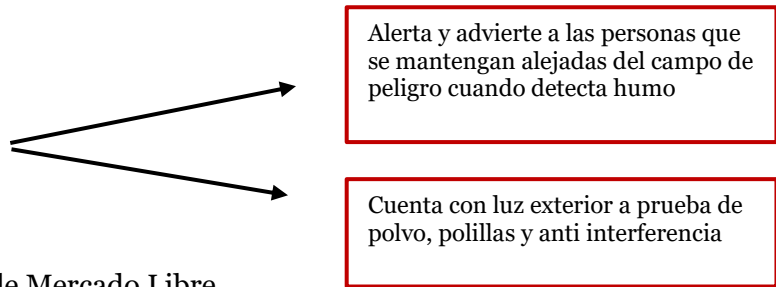 Alerta y advierte a las personas que
se mantengan alejadas del campo de
peligro cuando detecta humo
Cuenta con luz exterior a prueba de
polvo, polillas y anti interferencia
de Mercado Libre